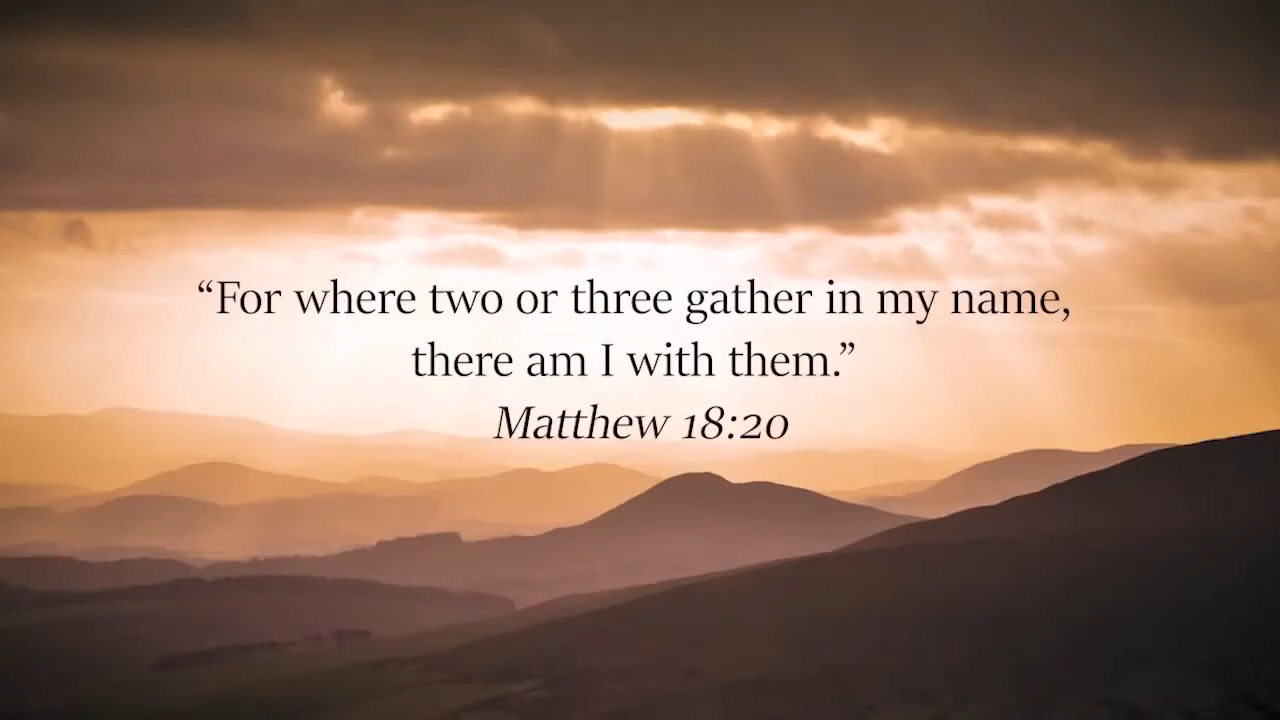 “For where two or three gather in my name,
there am I with them.”
Matthew 18:20